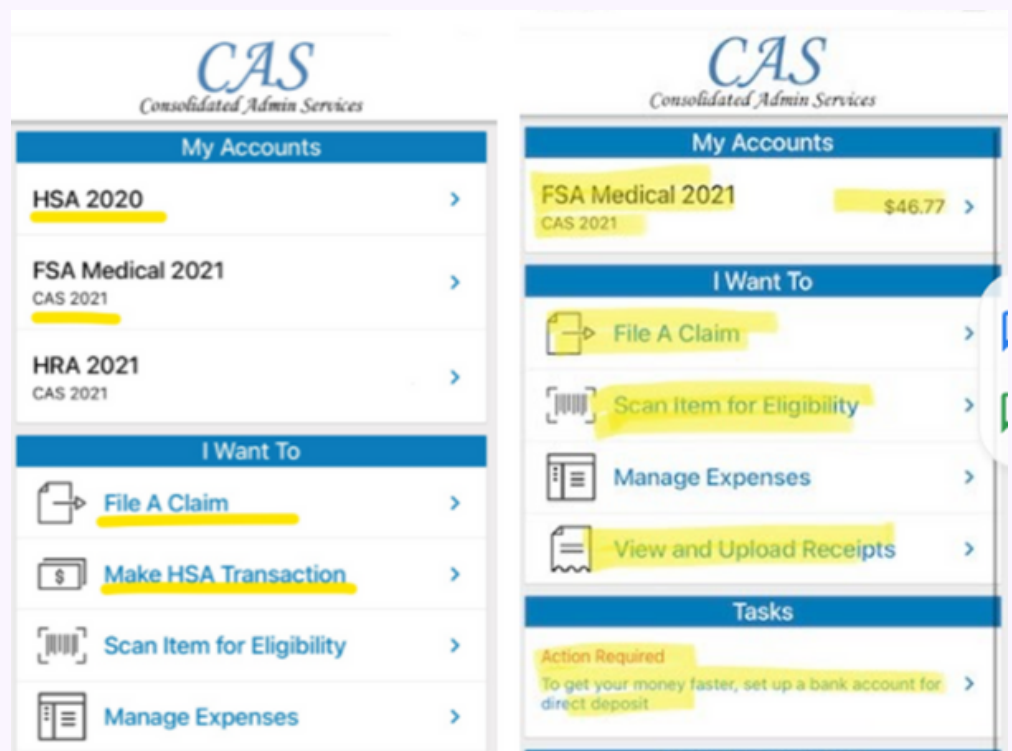 CAS
Consolidated Admin Services
My Accounts
HSA 2020
FSA Medical 2021
CAS 2021
HRA 2021
CAS 2021
I Want To
File A Claim
Make HSA Transaction
Scan Item for Eligibility
Manage Expenses
CAS
Consolidated Admin Services
My Accounts
FSA Medical 2021
CAS 2021
$46.77
I Want To
File A Claim
Scan Item for Eligibility
Manage Expenses
View and Upload Receipts
Tasks
Action Required
To get your money faster, set up a bank account for
direct deposit